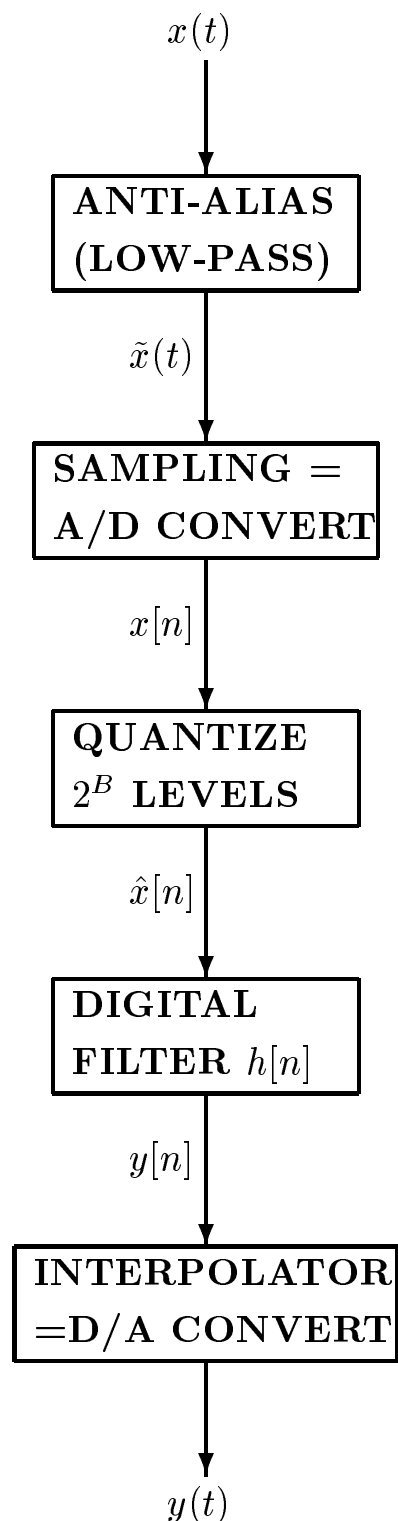 x(t)
ANTI-ALIAS
(LOW-PASS)
x̃(t)
SAMPLING =
A/D CONVERT
x[n]
QUANTIZE
2^B LEVELS
x̂[n]
DIGITAL
FILTER h[n]
y[n]
INTERPOLATOR
=D/A CONVERT
y(t)